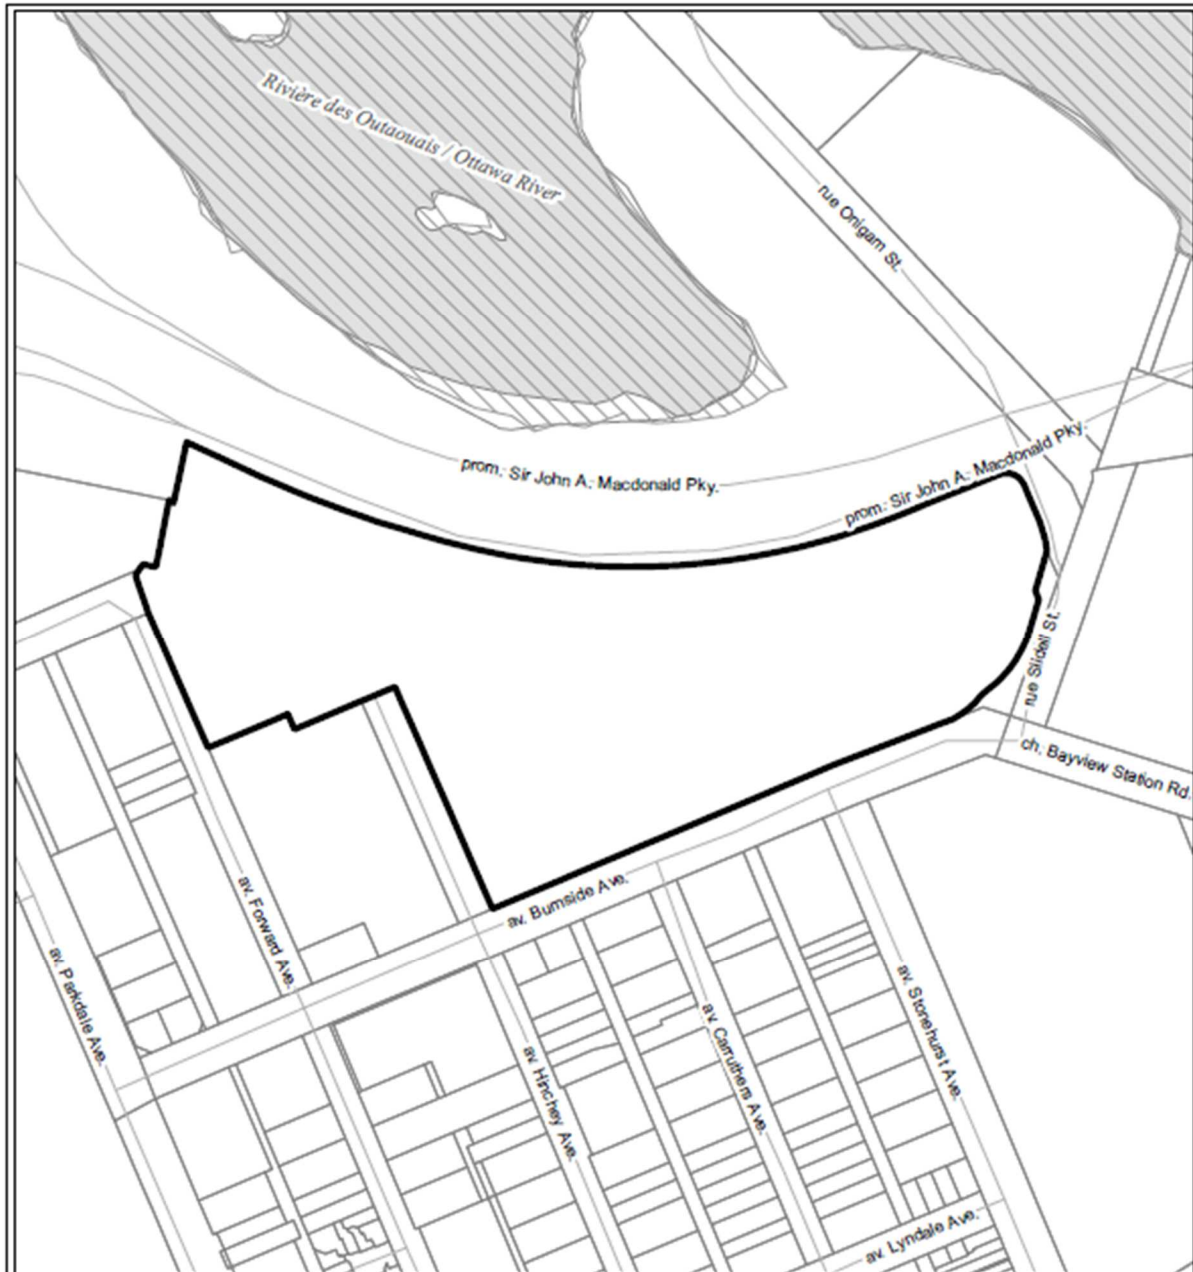 Rivière des Outaouais / Ottawa River
rue Onigam St.
prom. Sir John A. Macdonald Pky.
prom. Sir John A. Macdonald Pky.
rue Slidell St.
ch. Bayview Station Rd.
av. Burnside Ave.
av. Forward Ave.
av. Parkdale Ave.
av. Hinchey Ave.
av. Carruthers Ave.
av. Stonehurst Ave.
av. Lyndale Ave.